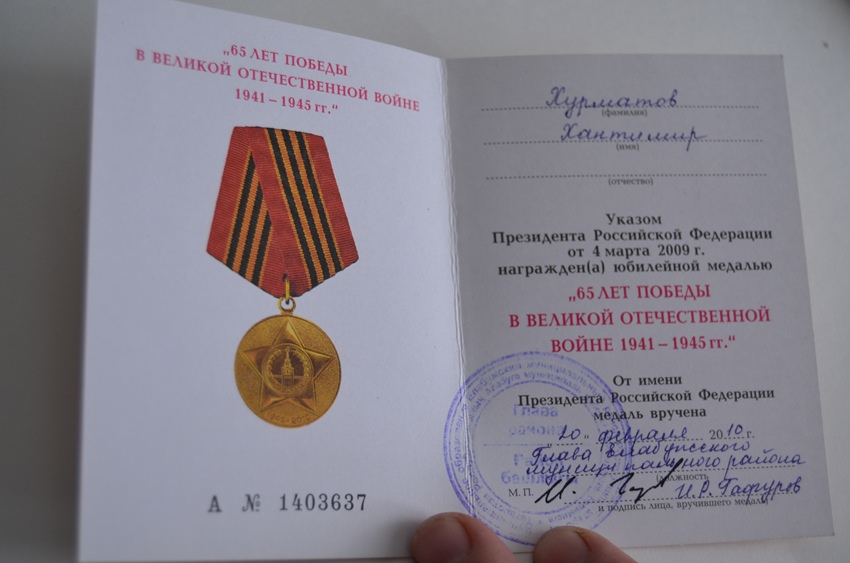 „65 ЛЕТ ПОБЕДЫ
В ВЕЛИКОЙ ОТЕЧЕСТВЕННОЙ ВОЙНЕ
1941 – 1945 гг.“
А № 1403637
Хурматов
(фамилия)
Хантимир
(имя)
(отчество)
Указом
Президента Российской Федерации
от 4 марта 2009 г.
награжден(а) юбилейной медалью
„65 ЛЕТ ПОБЕДЫ
В ВЕЛИКОЙ ОТЕЧЕСТВЕННОЙ
ВОЙНЕ 1941 – 1945 гг.“
От имени
Президента Российской Федерации
медаль вручена
„20“ февраля 2010 г.
Глава елабужского
муниципального района
(должность
М. П. И.Р. Гафуров
и подпись лица, вручившего медаль)